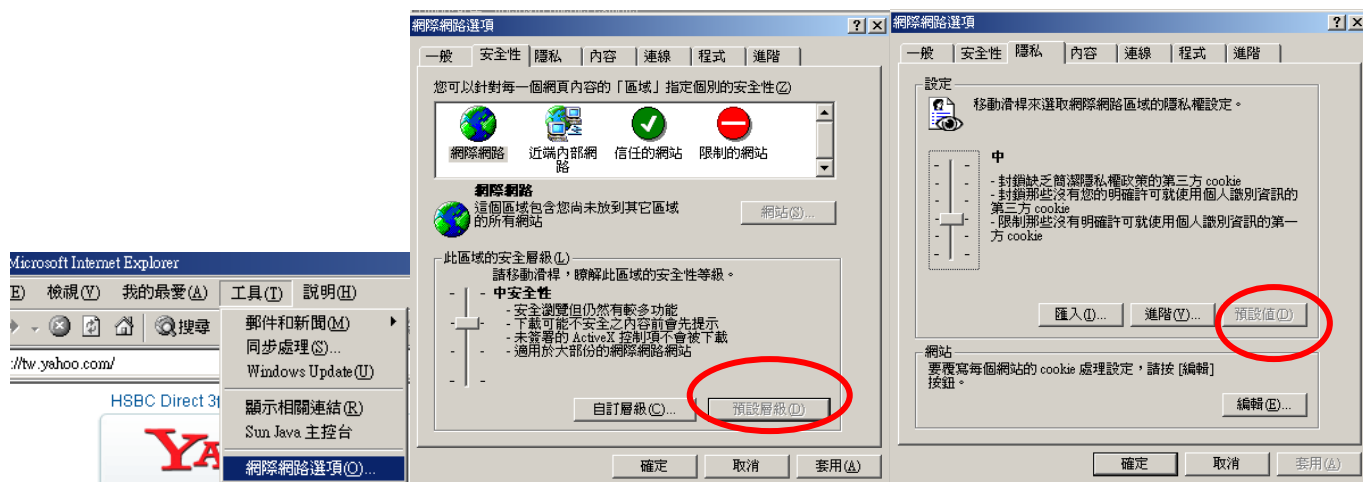 Microsoft Internet Explorer
E) 檢視(V) 我的最愛(A) 工具(T) 說明(H)
搜尋
://tw.yahoo.com/
HSBC Direct
YA
郵件和新聞(M)
同步處理(S)...
Windows Update(U)
顯示相關連結(R)
Sun Java 主控台
網際網路選項(O)...
網際網路選項
一般 安全性 隱私 內容 連線 程式 進階
您可以針對每一個網頁內容的「區域」指定個別的安全性(Z)
網際網路 近端內部網路 信任的網站 限制的網站
網際網路
這個區域包含您尚未放到其它區域
的所有網站
網站(S)...
此區域的安全層級(L)
請移動滑桿，瞭解此區域的安全性等級。
- 中安全性
- 安全瀏覽但仍然有較多功能
- 下載可能不安全之內容前會先提示
- 未簽署的 ActiveX 控制項不會被下載
- 適用於大部份的網際網路網站
自訂層級(C)... 預設層級(D)
確定 取消 套用(A)
網際網路選項
一般 安全性 隱私 內容 連線 程式 進階
設定
移動滑桿來選取網際網路區域的隱私權設定。
中
- 封鎖缺乏簡潔隱私權政策的第三方 cookie
- 封鎖那些沒有您的明確許可就使用個人識別資訊的
第三方 cookie
- 限制那些沒有明確許可就使用個人識別資訊的第一
方 cookie
匯入(I)... 進階(V)... 預設值(D)
網站
要覆寫每個網站的 cookie 處理設定，請按 [編輯]
按鈕。
編輯(E)...
確定 取消 套用(A)